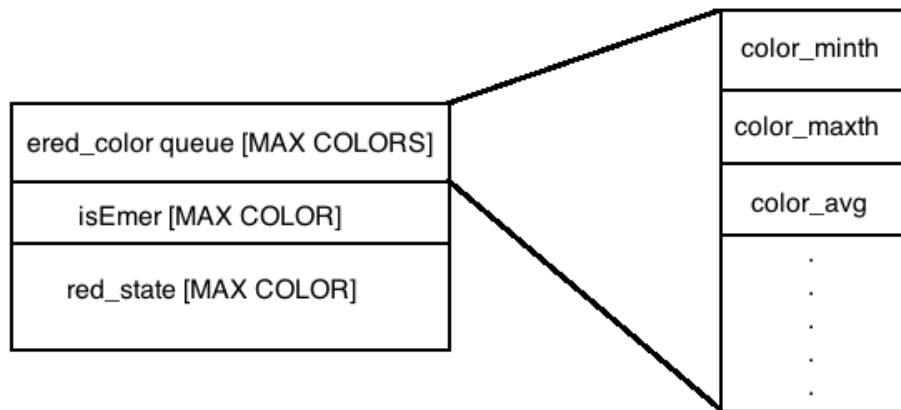 ered_color queue [MAX COLORS]
isEmer [MAX COLOR]
red_state [MAX COLOR]
color_minth
color_maxth
color_avg
.
.
.
.
.